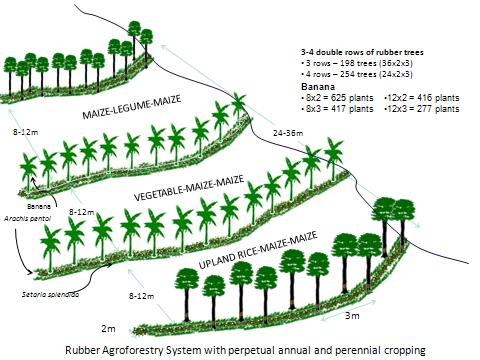 3-4 double rows of rubber trees
• 3 rows – 198 trees (36x2x3)
• 4 rows – 254 trees (24x2x3)
Banana
• 8x2 = 625 plants • 12x2 = 416 plants
• 8x3 = 417 plants • 12x3 = 277 plants
MAIZE-LEGUME-MAIZE
8-12m
24-36m
VEGETABLE-MAIZE-MAIZE
Banana
Arachis pentoi
8-12m
UPLAND RICE-MAIZE-MAIZE
Setaria splendida
8-12m
3m
2m
Rubber Agroforestry System with perpetual annual and perennial cropping